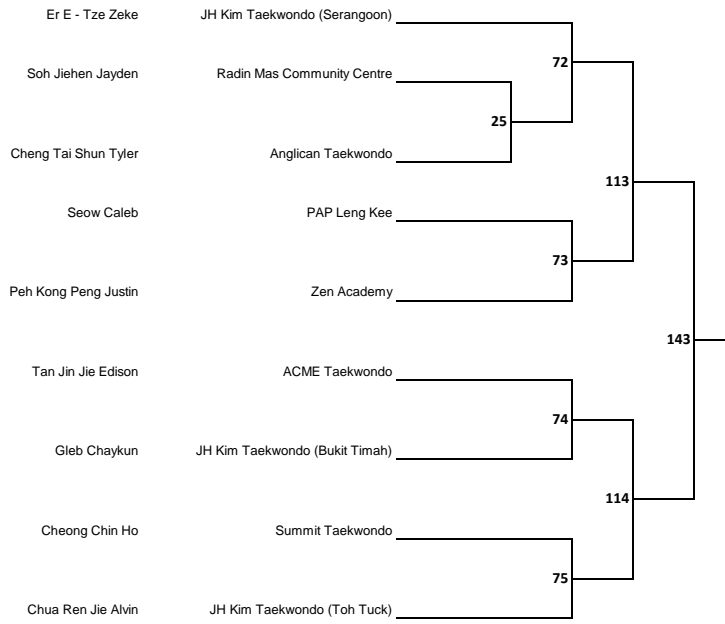 Er E - Tze Zeke JH Kim Taekwondo (Serangoon)
72
Soh Jiehen Jayden Radin Mas Community Centre
25
Cheng Tai Shun Tyler Anglican Taekwondo
113
Seow Caleb PAP Leng Kee
73
Peh Kong Peng Justin Zen Academy
143
Tan Jin Jie Edison ACME Taekwondo
74
Gleb Chaykun JH Kim Taekwondo (Bukit Timah)
114
Cheong Chin Ho Summit Taekwondo
75
Chua Ren Jie Alvin JH Kim Taekwondo (Toh Tuck)